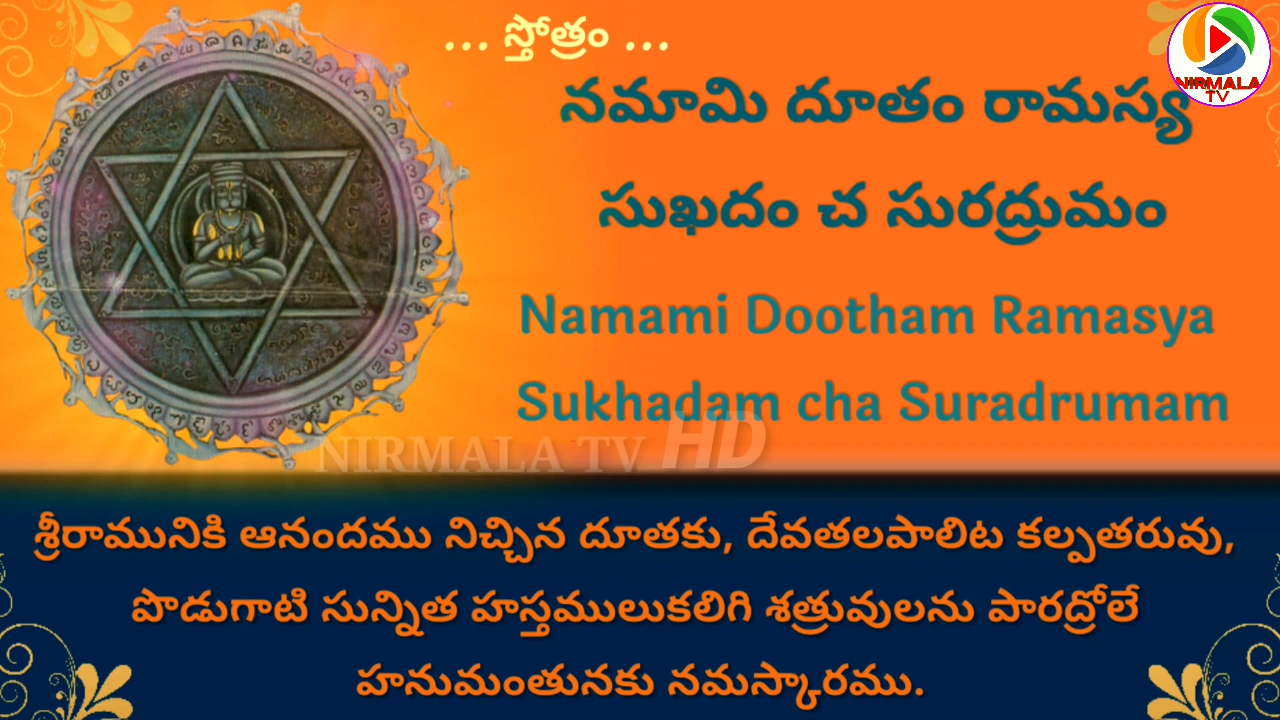 ... స్తోత్రం ...
NIRMALA
TV
నమామి దూతం రామస్య
సుఖదం చ సురద్రుమం
Namami Dootham Ramasya
Sukhadam cha Suradrumam
NIRMALA TV HD
శ్రీరామునికి ఆనందము నిచ్చిన దూతకు, దేవతలపాలిట కల్పతరువు,
పొడుగాటి సున్నిత హస్తములుకలిగి శత్రువులను పారద్రోలే
హనుమంతునకు నమస్కారము.